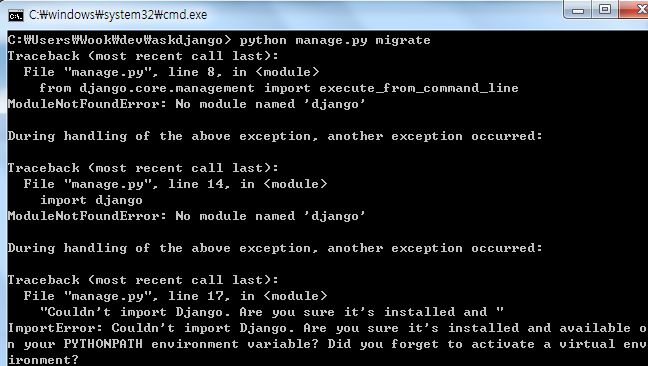 C:₩windows₩system32₩cmd.exe
C:₩Users₩Wook₩dev₩askdjango> python manage.py migrate
Traceback (most recent call last):
  File "manage.py", line 8, in <module>
    from django.core.management import execute_from_command_line
ModuleNotFoundError: No module named 'django'
During handling of the above exception, another exception occurred:
Traceback (most recent call last):
  File "manage.py", line 14, in <module>
    import django
ModuleNotFoundError: No module named 'django'
During handling of the above exception, another exception occurred:
Traceback (most recent call last):
  File "manage.py", line 17, in <module>
    "Couldn't import Django. Are you sure it's installed and "
ImportError: Couldn't import Django. Are you sure it's installed and available o
n your PYTHONPATH environment variable? Did you forget to activate a virtual env
ironment?